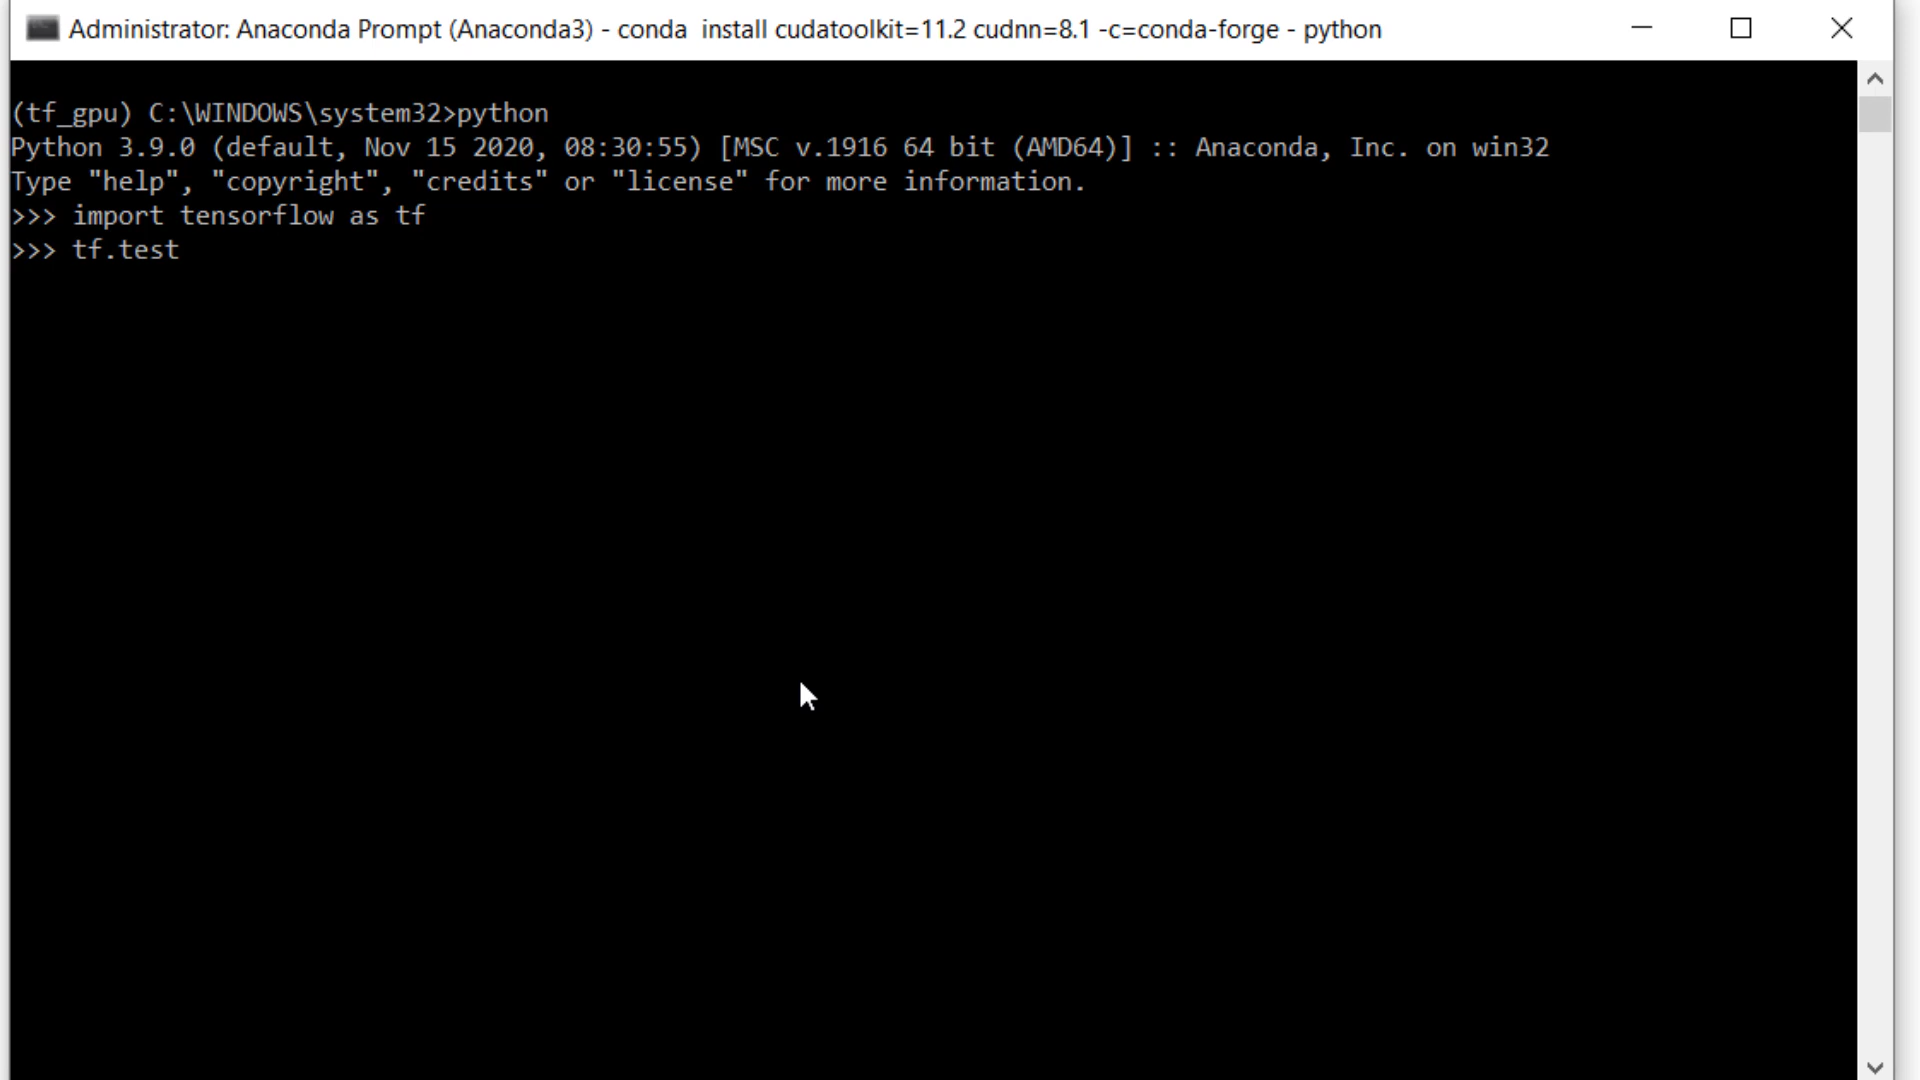 Administrator: Anaconda Prompt (Anaconda3) - conda  install cudatoolkit=11.2 cudnn=8.1 -c=conda-forge - python
(tf_gpu) C:\WINDOWS\system32>python
Python 3.9.0 (default, Nov 15 2020, 08:30:55) [MSC v.1916 64 bit (AMD64)] :: Anaconda, Inc. on win32
Type "help", "copyright", "credits" or "license" for more information.
>>> import tensorflow as tf
>>> tf.test